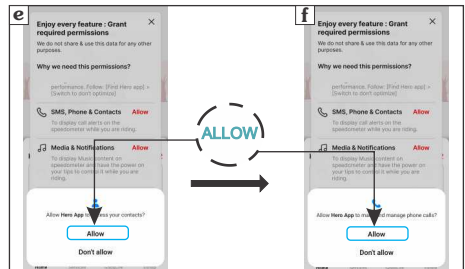 e
Enjoy every feature : Grant
required permissions
We do not share & use this data for any other
purposes.
Why we need this permissions?
performance. Follow: [Find Hero app] >
[Switch to don't optimize]
SMS, Phone & Contacts Allow
To display call alerts on the
speedometer while you are riding.
Media & Notifications Allow
To display Music content on
speedometer and have the power on
your tips to control it while you are
riding.
Allow Hero App to your contacts?
Allow
Don't allow
ALLOW
f
Enjoy every feature : Grant
required permissions
We do not share & use this data for any other
purposes.
Why we need this permissions?
performance. Follow: [Find Hero app] >
[Switch to don't optimize]
SMS, Phone & Contacts Allow
To display call alerts on the
speedometer while you are riding.
Media & Notifications Allow
To display Music content on
speedometer and have the power on
your tips to control it while you are
riding.
Allow Hero App to manage phone calls?
Allow
Don't allow